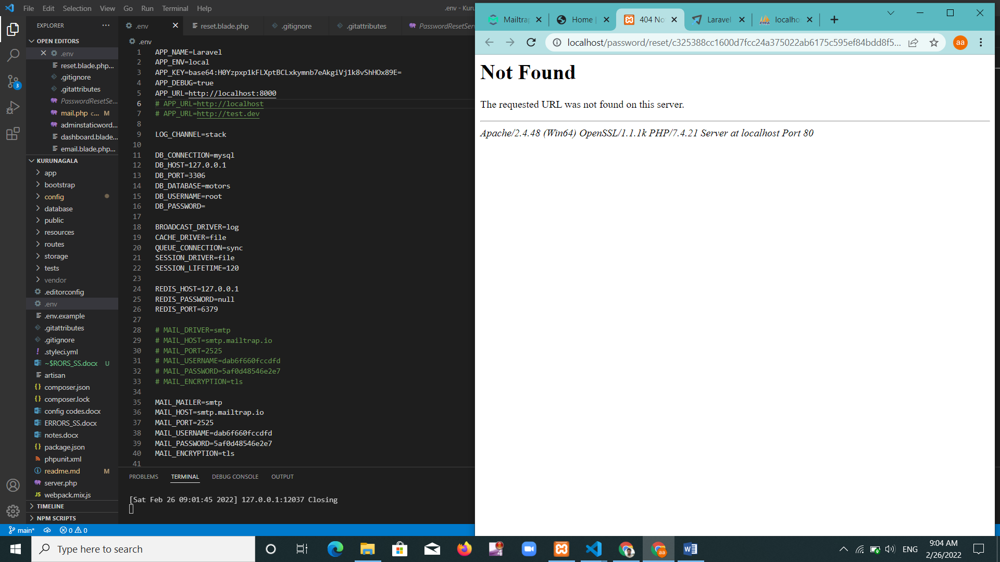 File Edit Selection View Go Run Terminal Help .env - Kuru
EXPLORER
OPEN EDITORS
.env
reset.blade.php...
.gitignore
.gitattributes
PasswordResetSe...
mail.php c... M
adminstaticword...
dashboard.blade...
email.blade.php...
KURUNAGALA
app
bootstrap
config
database
public
resources
routes
storage
tests
vendor
.editorconfig
.env
.env.example
.gitattributes
.gitignore
.styleci.yml
~$RORS_SS.docx U
artisan
composer.json
composer.lock
config codes.docx
ERRORS_SS.docx
notes.docx
package.json
phpunit.xml
readme.md M
server.php
webpack.mix.js
TIMELINE
NPM SCRIPTS
3
.env reset.blade.php .gitignore .gitattributes PasswordResetServ
.env
1 APP_NAME=Laravel
2 APP_ENV=local
3 APP_KEY=base64:H0Yzpxp1kFLXptBCLxkymnb7eAkgiVj1k8vShHOx89E=
4 APP_DEBUG=true
5 APP_URL=http://localhost:8000
6 # APP_URL=http://localhost
7 # APP_URL=http://test.dev
8
9 LOG_CHANNEL=stack
10
11 DB_CONNECTION=mysql
12 DB_HOST=127.0.0.1
13 DB_PORT=3306
14 DB_DATABASE=motors
15 DB_USERNAME=root
16 DB_PASSWORD=
17
18 BROADCAST_DRIVER=log
19 CACHE_DRIVER=file
20 QUEUE_CONNECTION=sync
21 SESSION_DRIVER=file
22 SESSION_LIFETIME=120
23
24 REDIS_HOST=127.0.0.1
25 REDIS_PASSWORD=null
26 REDIS_PORT=6379
27
28 # MAIL_DRIVER=smtp
29 # MAIL_HOST=smtp.mailtrap.io
30 # MAIL_PORT=2525
31 # MAIL_USERNAME=dab6f660fccdfd
32 # MAIL_PASSWORD=5af0d48546e2e7
33 # MAIL_ENCRYPTION=tls
34
35 MAIL_MAILER=smtp
36 MAIL_HOST=smtp.mailtrap.io
37 MAIL_PORT=2525
38 MAIL_USERNAME=dab6f660fccdfd
39 MAIL_PASSWORD=5af0d48546e2e7
40 MAIL_ENCRYPTION=tls
41
PROBLEMS TERMINAL DEBUG CONSOLE OUTPUT
[Sat Feb 26 09:01:45 2022] 127.0.0.1:12037 Closing
main* 0 0
Mailtrap Home | 404 No Laravel localho
localhost/password/reset/c325388cc1600d7fcc24a375022ab6175c595ef84bdd8f5... aa
Not Found
The requested URL was not found on this server.
Apache/2.4.48 (Win64) OpenSSL/1.1.1k PHP/7.4.21 Server at localhost Port 80
Type here to search
ENG
9:04 AM
2/26/2022